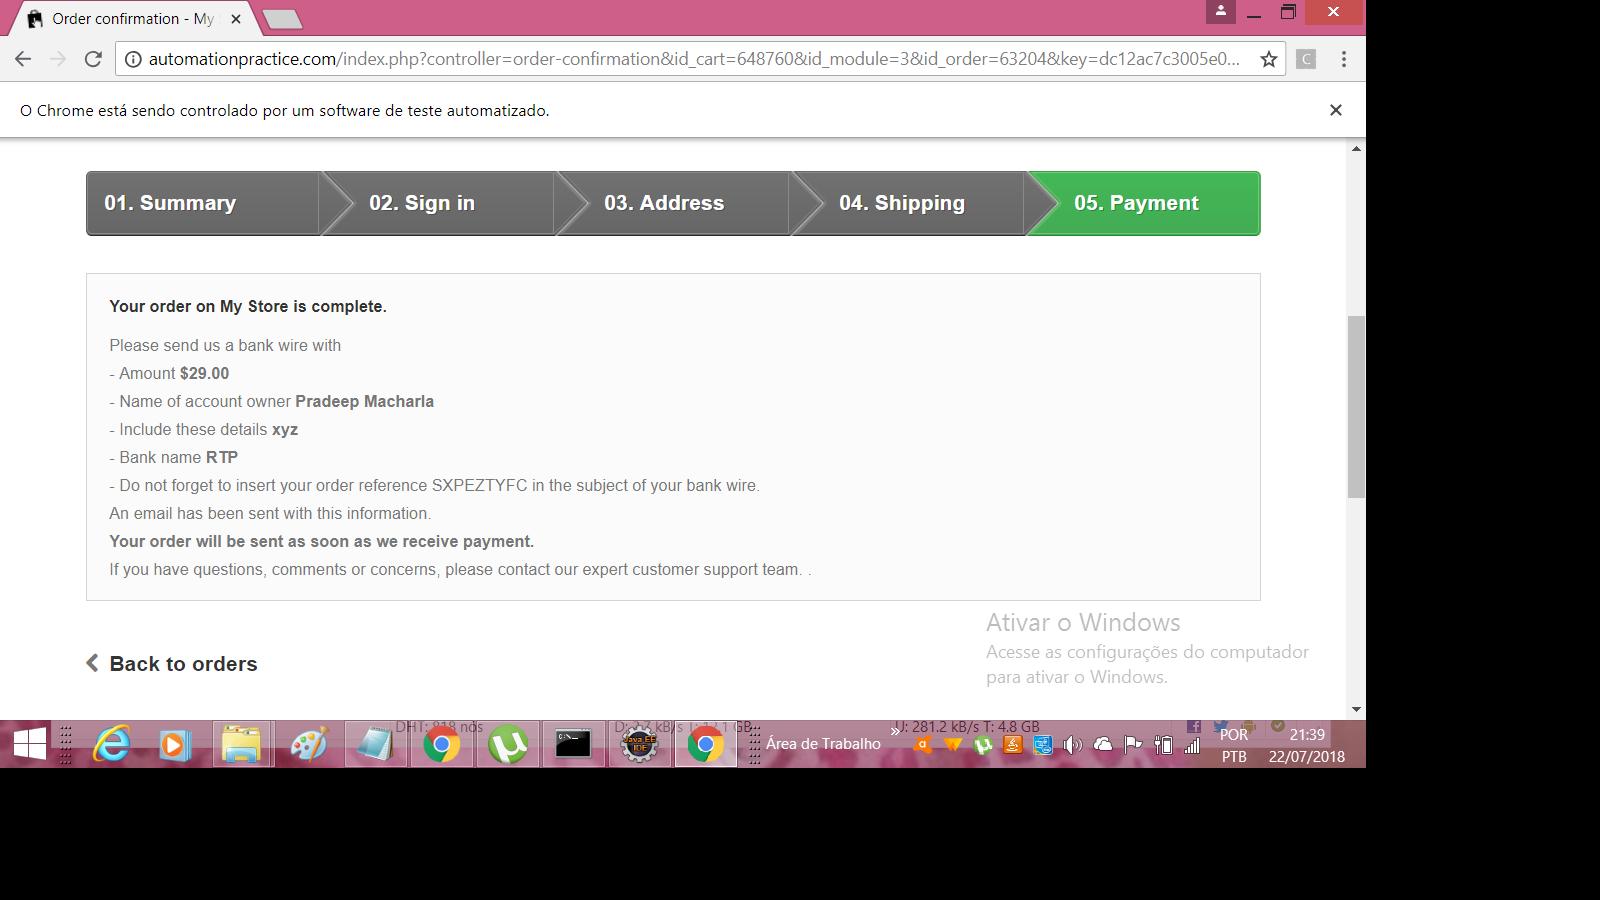 Order confirmation - My
automationpractice.com/index.php?controller=order-confirmation&id_cart=648760&id_module=3&id_order=63204&key=dc12ac7c3005e0...
C
O Chrome está sendo controlado por um software de teste automatizado.
01. Summary
02. Sign in
03. Address
04. Shipping
05. Payment
Your order on My Store is complete.
Please send us a bank wire with
- Amount $29.00
- Name of account owner Pradeep Macharla
- Include these details xyz
- Bank name RTP
- Do not forget to insert your order reference SXPEZTYFC in the subject of your bank wire.
An email has been sent with this information.
Your order will be sent as soon as we receive payment.
If you have questions, comments or concerns, please contact our expert customer support team. .
Ativar o Windows
Acesse as configurações do computador
para ativar o Windows.
Back to orders
DHT: 818 nós
U: 281.2 kB/s T: 4.8 GB
Java EE
IDE
Área de Trabalho
POR
PTB
21:39
22/07/2018